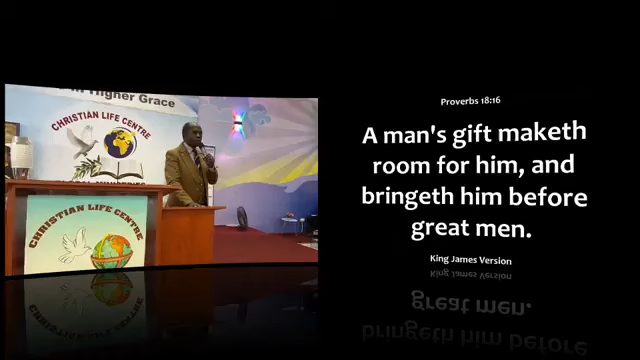 Higher Grace
CHRISTIAN LIFE CENTRE
MINISTRIES
CHRISTIAN LIFE CENTRE
Proverbs 18:16
A man's gift maketh
room for him, and
bringeth him before
great men.
King James Version